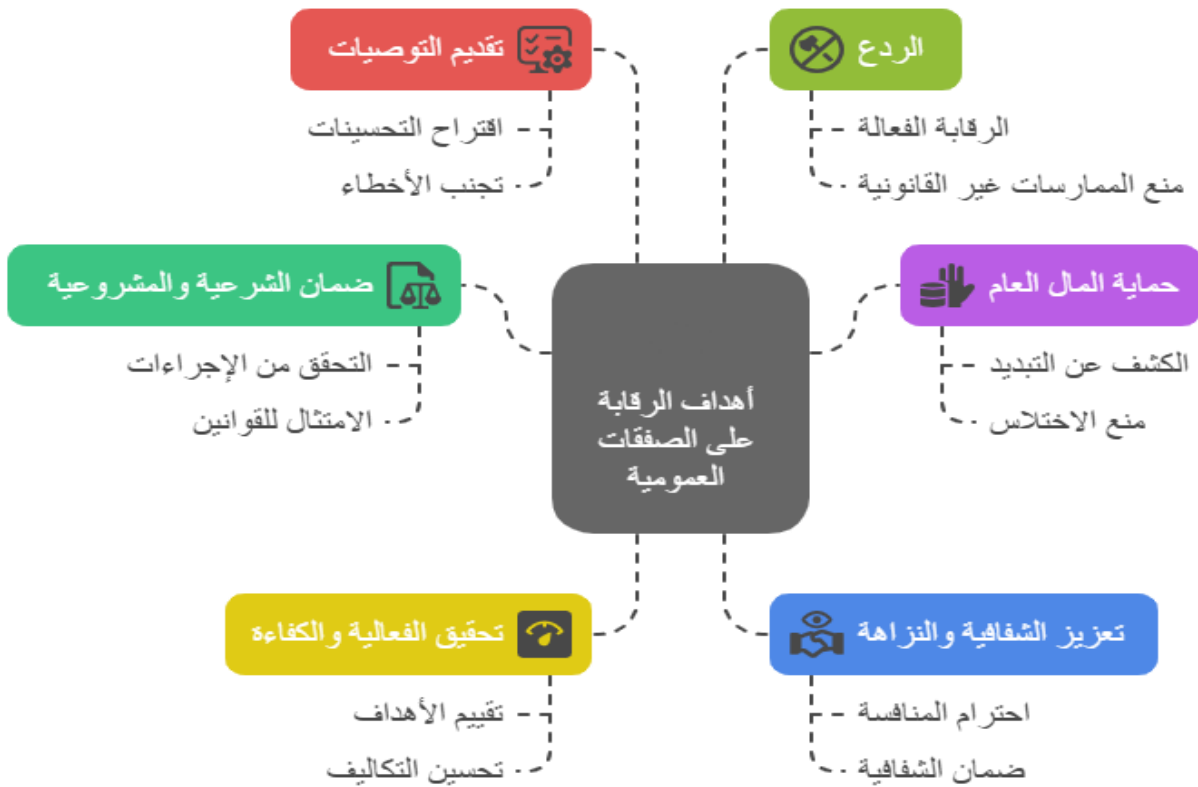 الردع
الرقابة الفعالة
منع الممارسات غير القانونية
حماية المال العام
الكشف عن التبديد
منع الاختلاس
تعزيز الشفافية والنزاهة
احترام المنافسة
ضمان الشفافية
أهداف الرقابة
على الصفقات
العمومية
تقديم التوصيات
اقتراح التحسينات
تجنب الأخطاء
ضمان الشرعية والمشروعية
التحقق من الإجراءات
الامتثال للقوانين
تحقيق الفعالية والكفاءة
تقييم الأهداف
تحسين التكاليف